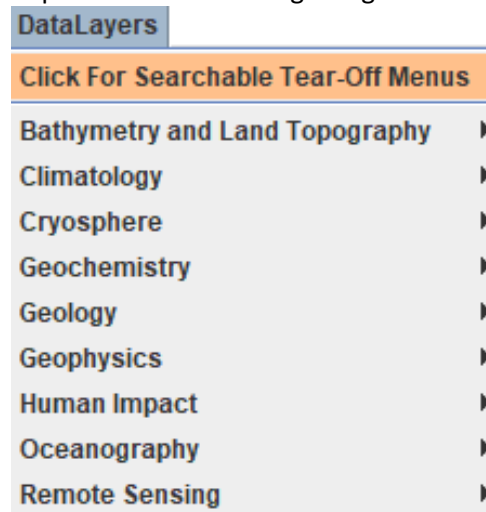 DataLayers
Click For Searchable Tear-Off Menus
Bathymetry and Land Topography
Climatology
Cryosphere
Geochemistry
Geology
Geophysics
Human Impact
Oceanography
Remote Sensing